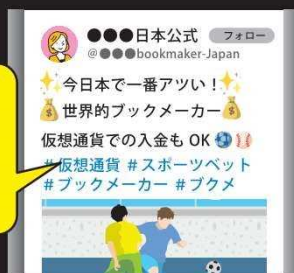 ●●●日本公式 フォロー
@●●●bookmaker-Japan
✨今日本で一番アツい!✨
💰世界的ブックメーカー💰
仮想通貨での入金も OK⚽⚾
#仮想通貨 #スポーツベット
#ブックメーカー #ブクメ